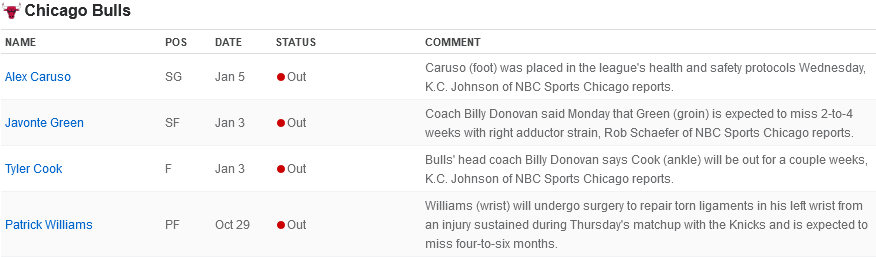 Chicago Bulls
NAME POS DATE STATUS COMMENT
Alex Caruso SG Jan 5 Out Caruso (foot) was placed in the league's health and safety protocols Wednesday,
K.C. Johnson of NBC Sports Chicago reports.
Javonte Green SF Jan 3 Out Coach Billy Donovan said Monday that Green (groin) is expected to miss 2-to-4
weeks with right adductor strain, Rob Schaefer of NBC Sports Chicago reports.
Tyler Cook F Jan 3 Out Bulls' head coach Billy Donovan says Cook (ankle) will be out for a couple weeks,
K.C. Johnson of NBC Sports Chicago reports.
Patrick Williams PF Oct 29 Out Williams (wrist) will undergo surgery to repair torn ligaments in his left wrist from
an injury sustained during Thursday's matchup with the Knicks and is expected to
miss four-to-six months.